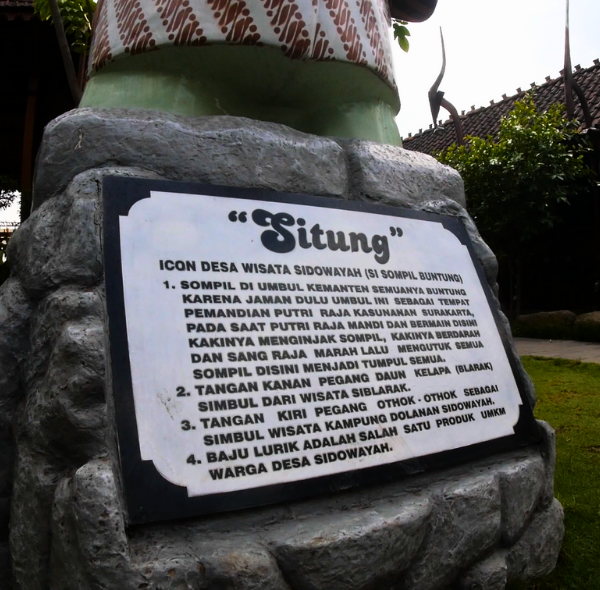 "Situng"
ICON DESA WISATA SIDOWAYAH (SI SOMPIL BUNTUNG)
1. SOMPIL DI UMBUL KEMANTEN SEMUANYA BUNTUNG
KARENA JAMAN DULU UMBUL INI SEBAGAI TEMPAT
PEMANDIAN PUTRI RAJA KASUNANAN SURAKARTA,
PADA SAAT PUTRI RAJA MANDI DAN BERMAIN DISINI
KAKINYA MENGINJAK SOMPIL, KAKINYA BERDARAH
DAN SANG RAJA MARAH LALU MENGUTUK SEMUA
SOMPIL DISINI MENJADI TUMPUL SEMUA.
2. TANGAN KANAN PEGANG DAUN KELAPA (BLARAK)
SIMBUL DARI WISATA SIBLARAK.
3. TANGAN KIRI PEGANG OTHOK-OTHOK SEBAGAI
SIMBUL WISATA KAMPUNG DOLANAN SIDOWAYAH.
4. BAJU LURIK ADALAH SALAH SATU PRODUK UMKM
WARGA DESA SIDOWAYAH.